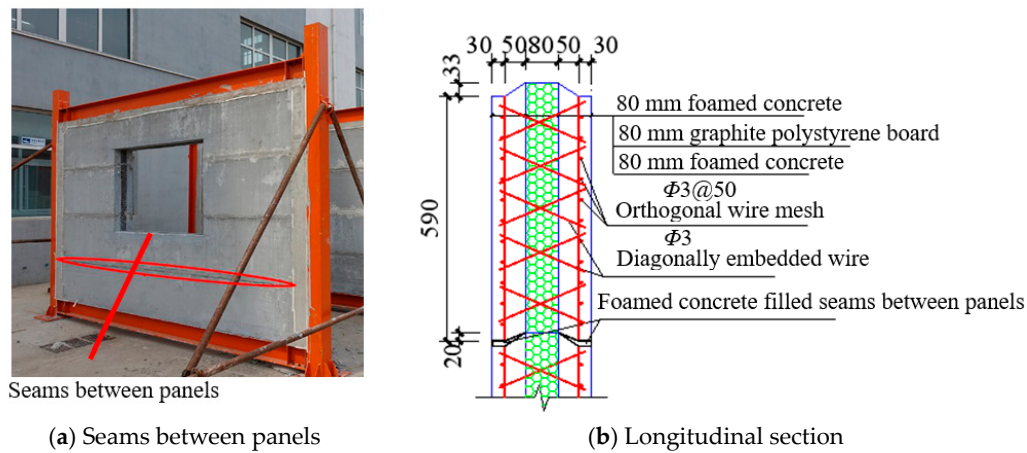 Seams between panels
(a) Seams between panels
30 50 80 50 30
33
590
20
80 mm foamed concrete
80 mm graphite polystyrene board
80 mm foamed concrete
Φ3@50
Orthogonal wire mesh
Φ3
Diagonally embedded wire
Foamed concrete filled seams between panels
(b) Longitudinal section